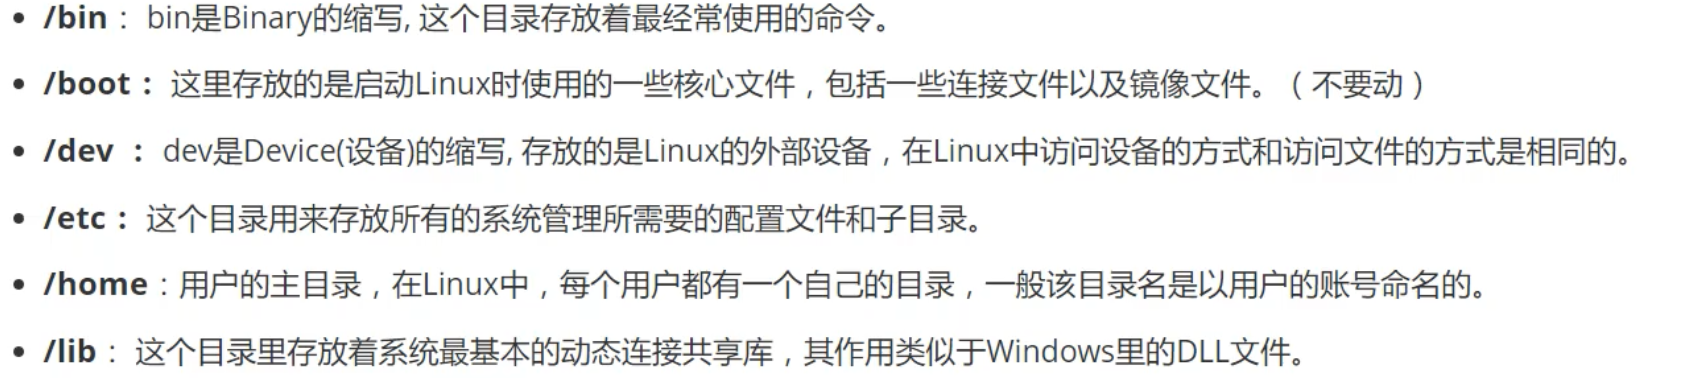 • /bin： bin是Binary的缩写, 这个目录存放着最经常使用的命令。
• /boot： 这里存放的是启动Linux时使用的一些核心文件，包括一些连接文件以及镜像文件。（不要动）
• /dev ： dev是Device(设备)的缩写, 存放的是Linux的外部设备，在Linux中访问设备的方式和访问文件的方式是相同的。
• /etc： 这个目录用来存放所有的系统管理所需要的配置文件和子目录。
• /home：用户的主目录，在Linux中，每个用户都有一个自己的目录，一般该目录名是以用户的账号命名的。
• /lib： 这个目录里存放着系统最基本的动态连接共享库，其作用类似于Windows里的DLL文件。